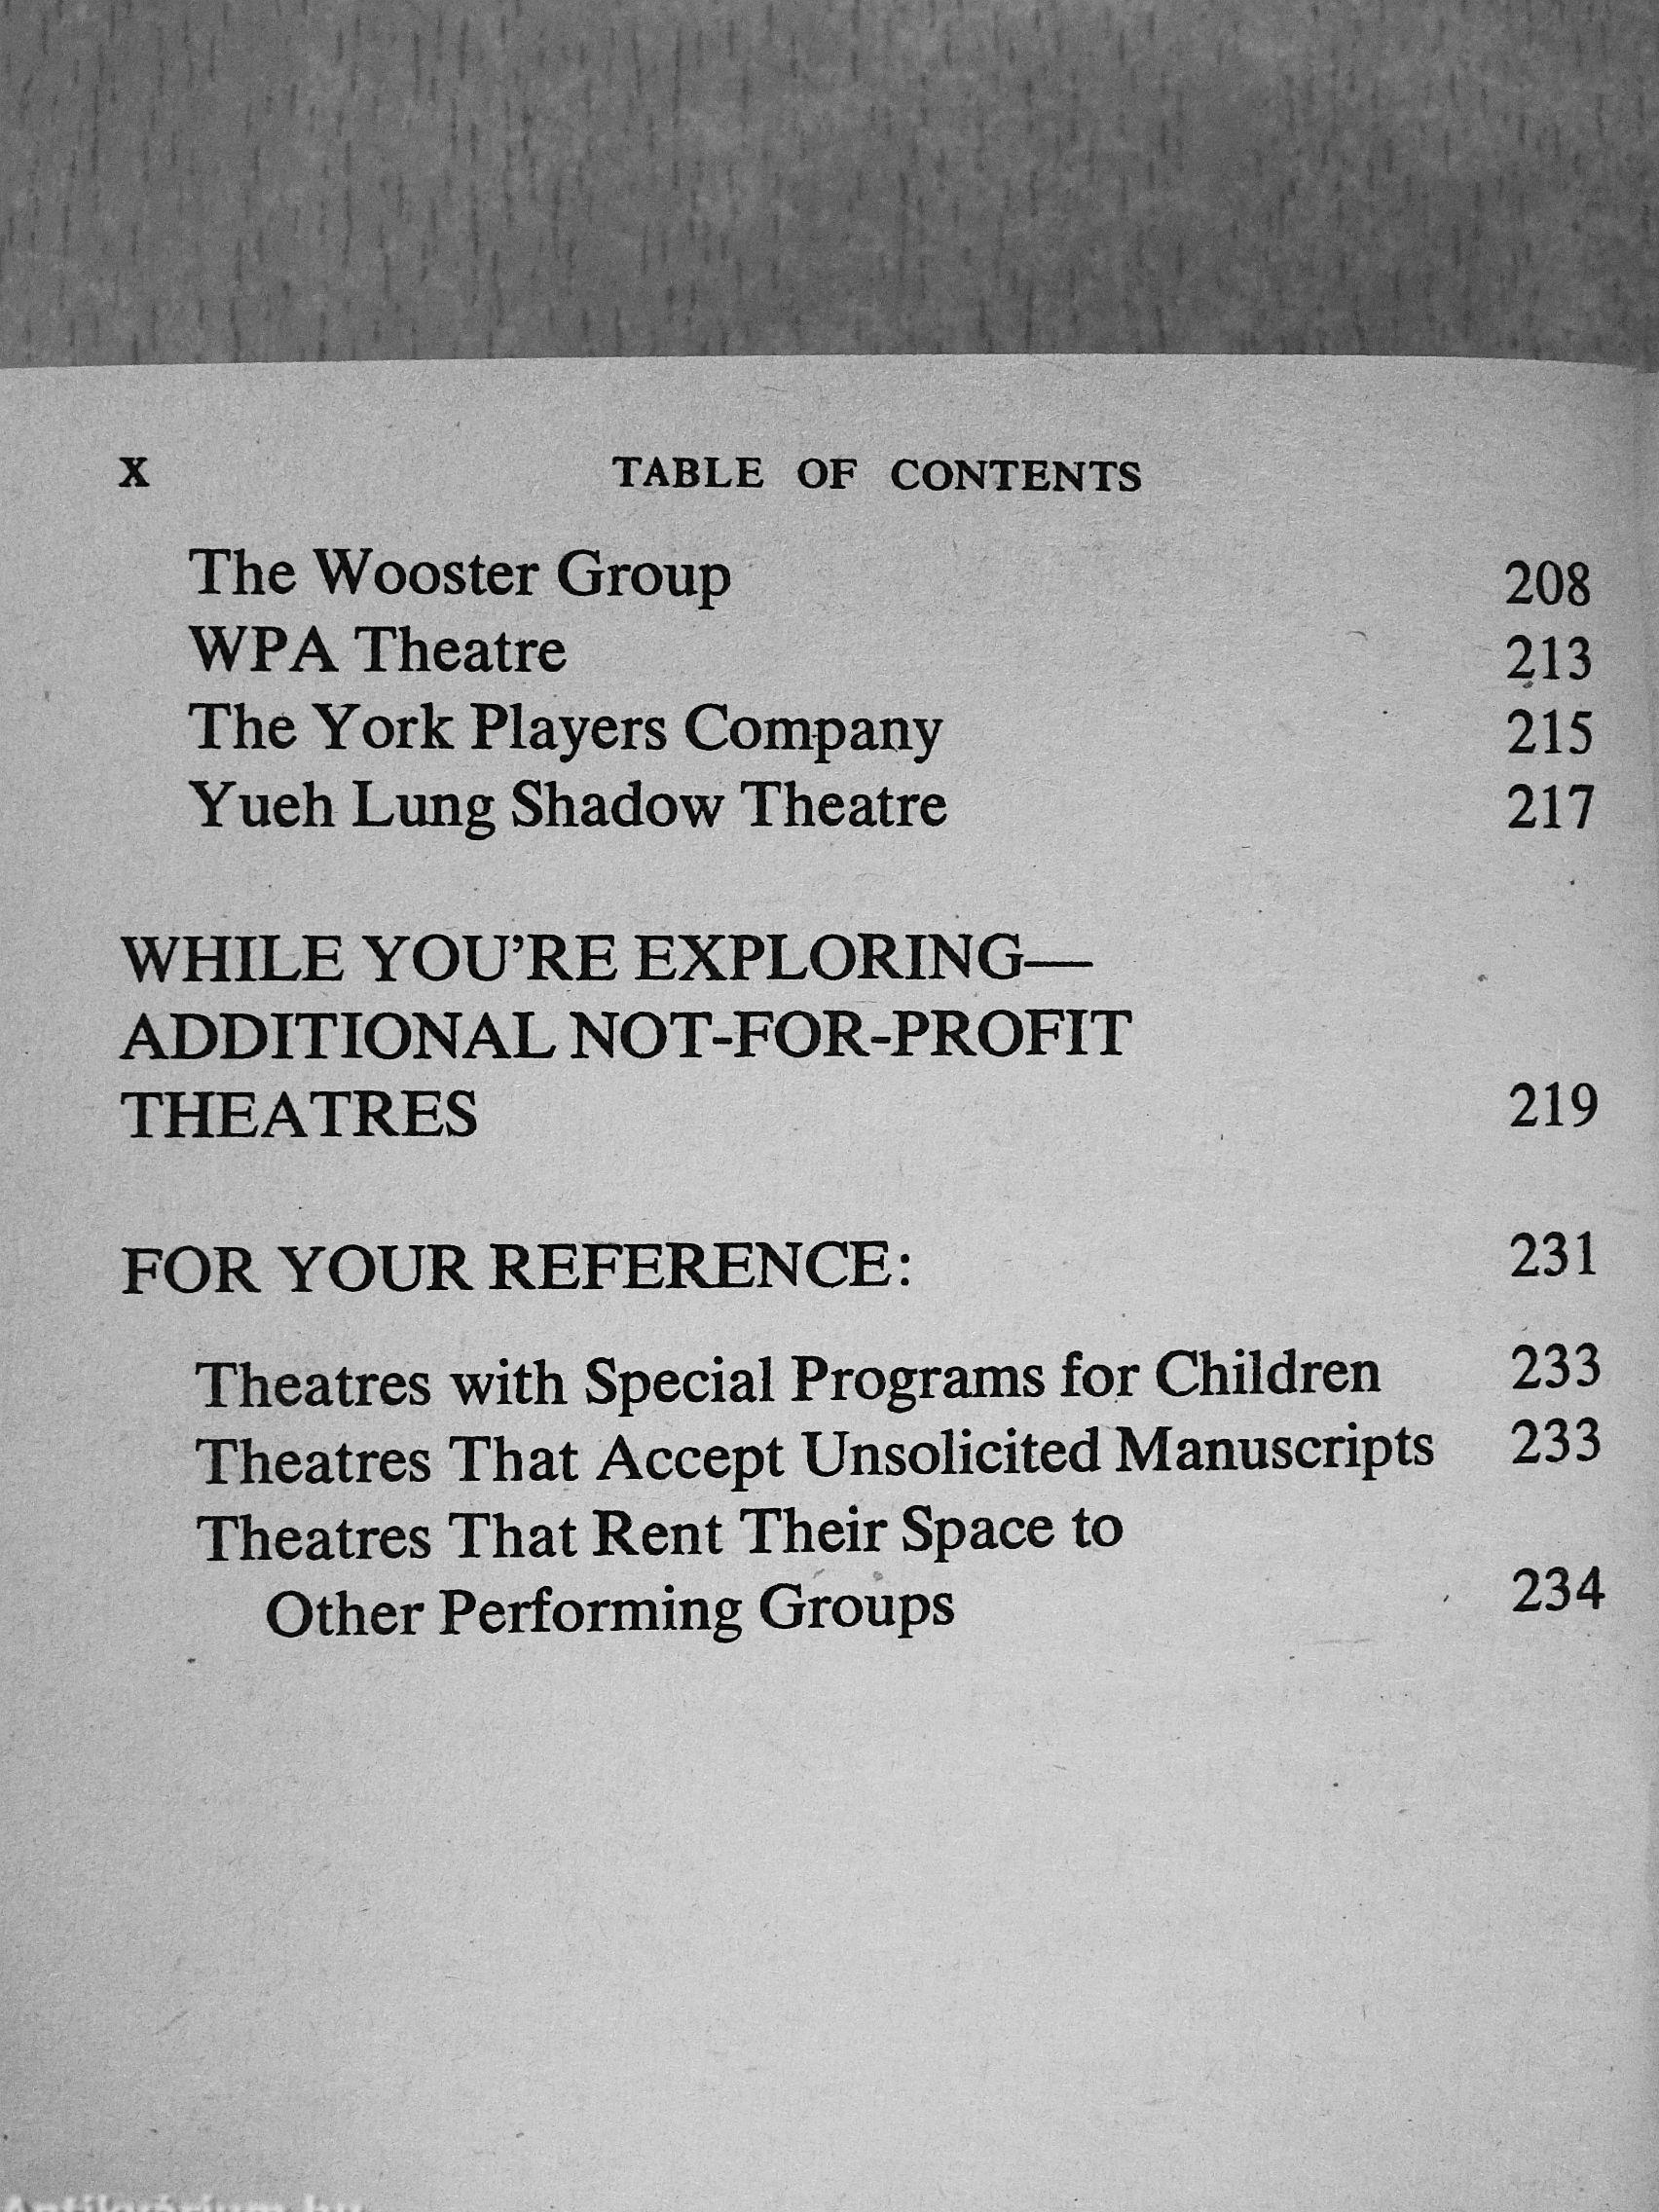 X TABLE OF CONTENTS
The Wooster Group 208
WPA Theatre 213
The York Players Company 215
Yueh Lung Shadow Theatre 217
WHILE YOU'RE EXPLORING—
ADDITIONAL NOT-FOR-PROFIT
THEATRES 219
FOR YOUR REFERENCE: 231
Theatres with Special Programs for Children 233
Theatres That Accept Unsolicited Manuscripts 233
Theatres That Rent Their Space to
Other Performing Groups 234